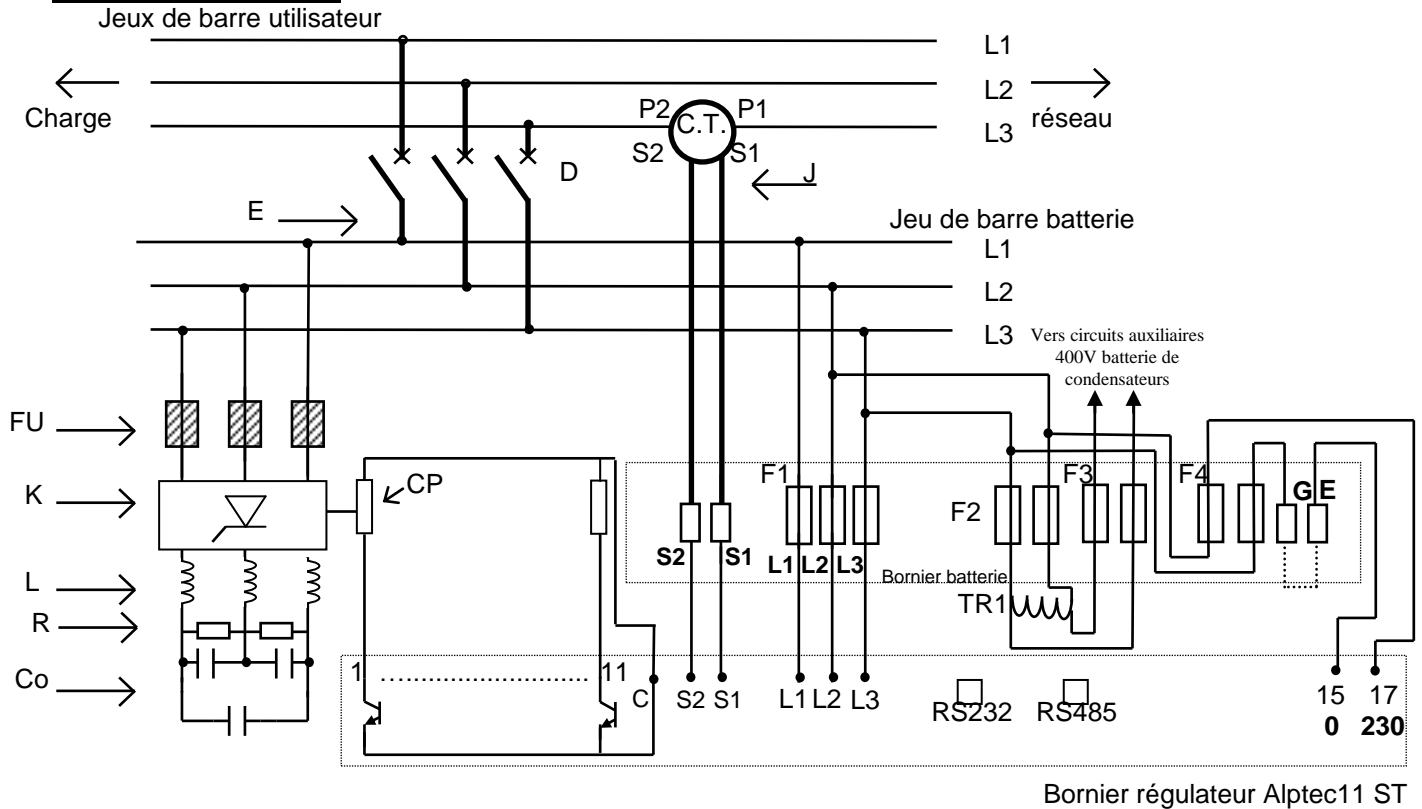 Jeux de barre utilisateur
L1
L2
Charge
réseau
L3
P2 C.T. P1
S2 S1
D
J
E
Jeu de barre batterie
L1
L2
L3
Vers circuits auxiliaires
400V batterie de
condensateurs
FU
K
CP
F1
F2
F3
F4
G E
S2 S1 L1 L2 L3
Bornier batterie
TR1
L
R
Co
1 ............................... 11
C S2 S1 L1 L2 L3
RS232 RS485
15 17
0 230
Bornier régulateur Alptec11 ST